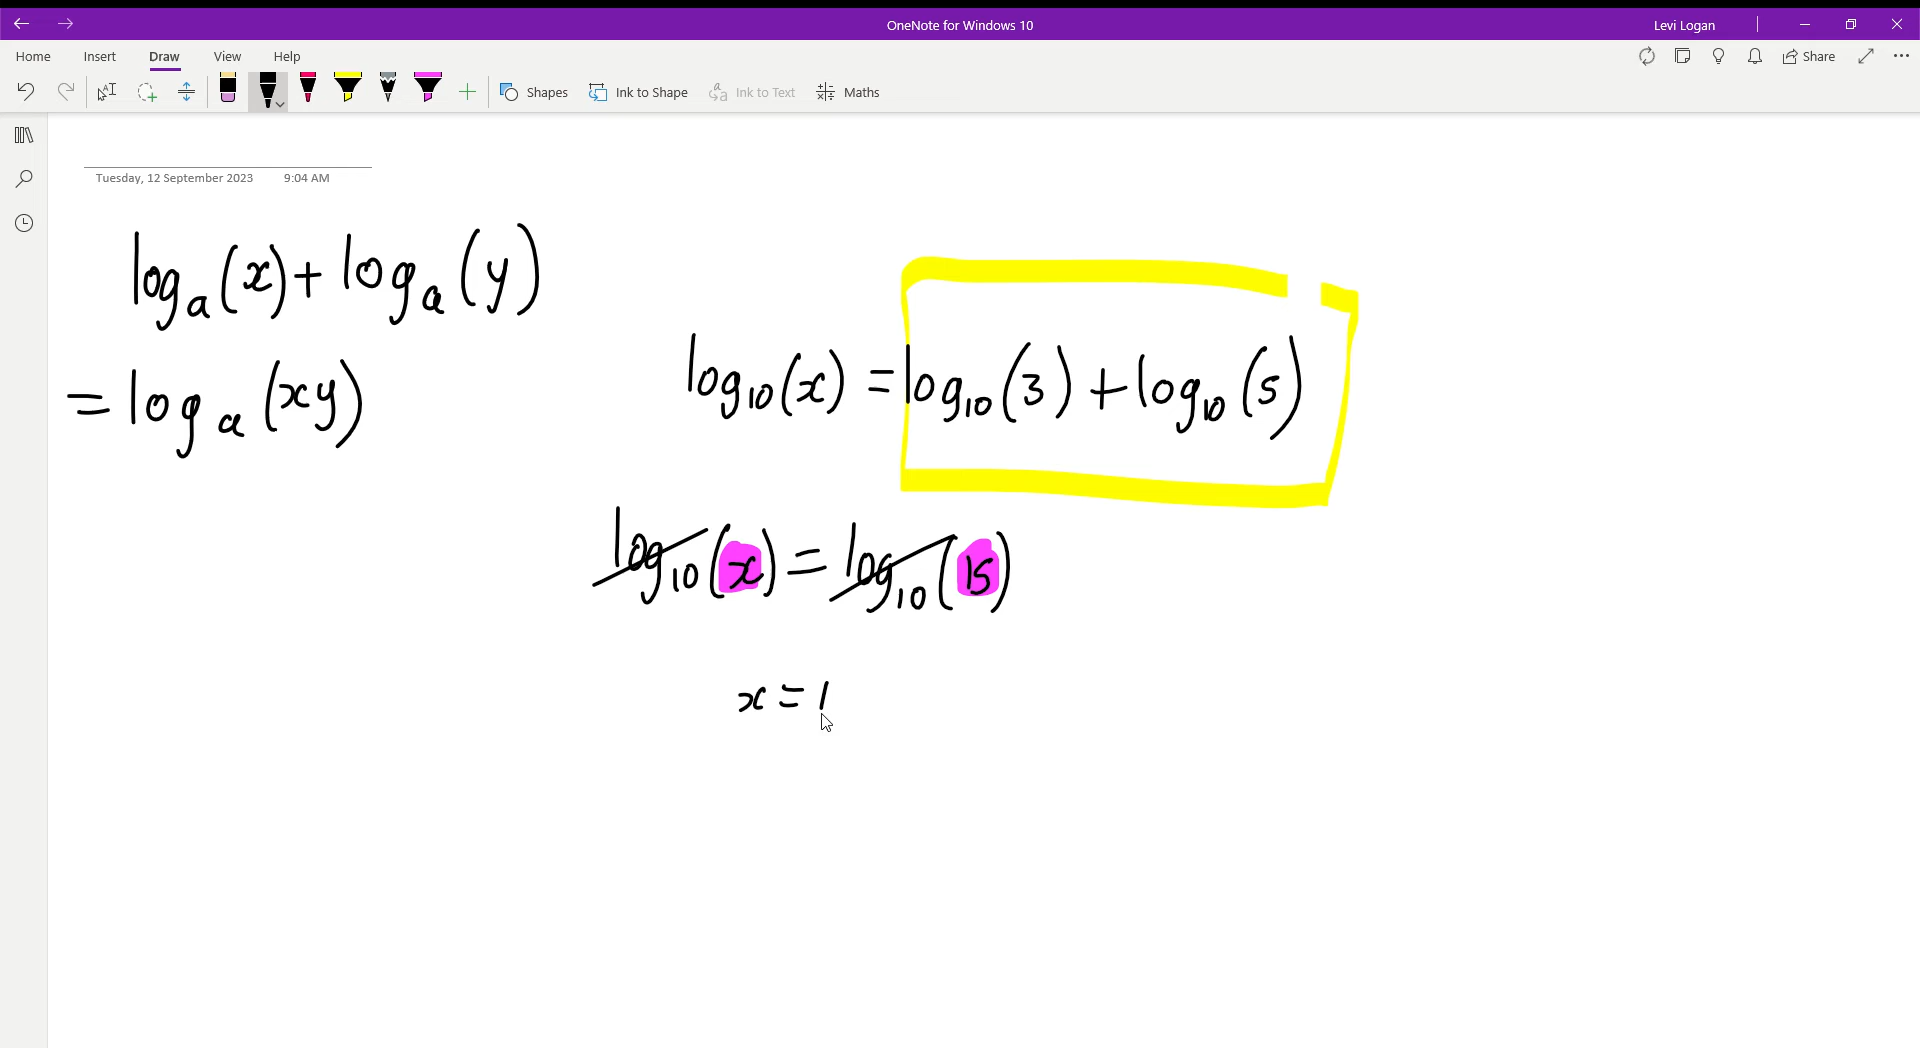 OneNote for Windows 10
Levi Logan
Home Insert Draw View Help
Share
Shapes Ink to Shape Ink to Text Maths
Tuesday, 12 September 2023 9:04 AM
logₐ(x) + logₐ(y)
= logₐ(xy)
log₁₀(x) = log₁₀(3) + log₁₀(5)
log₁₀(x) = log₁₀(15)
x = 1